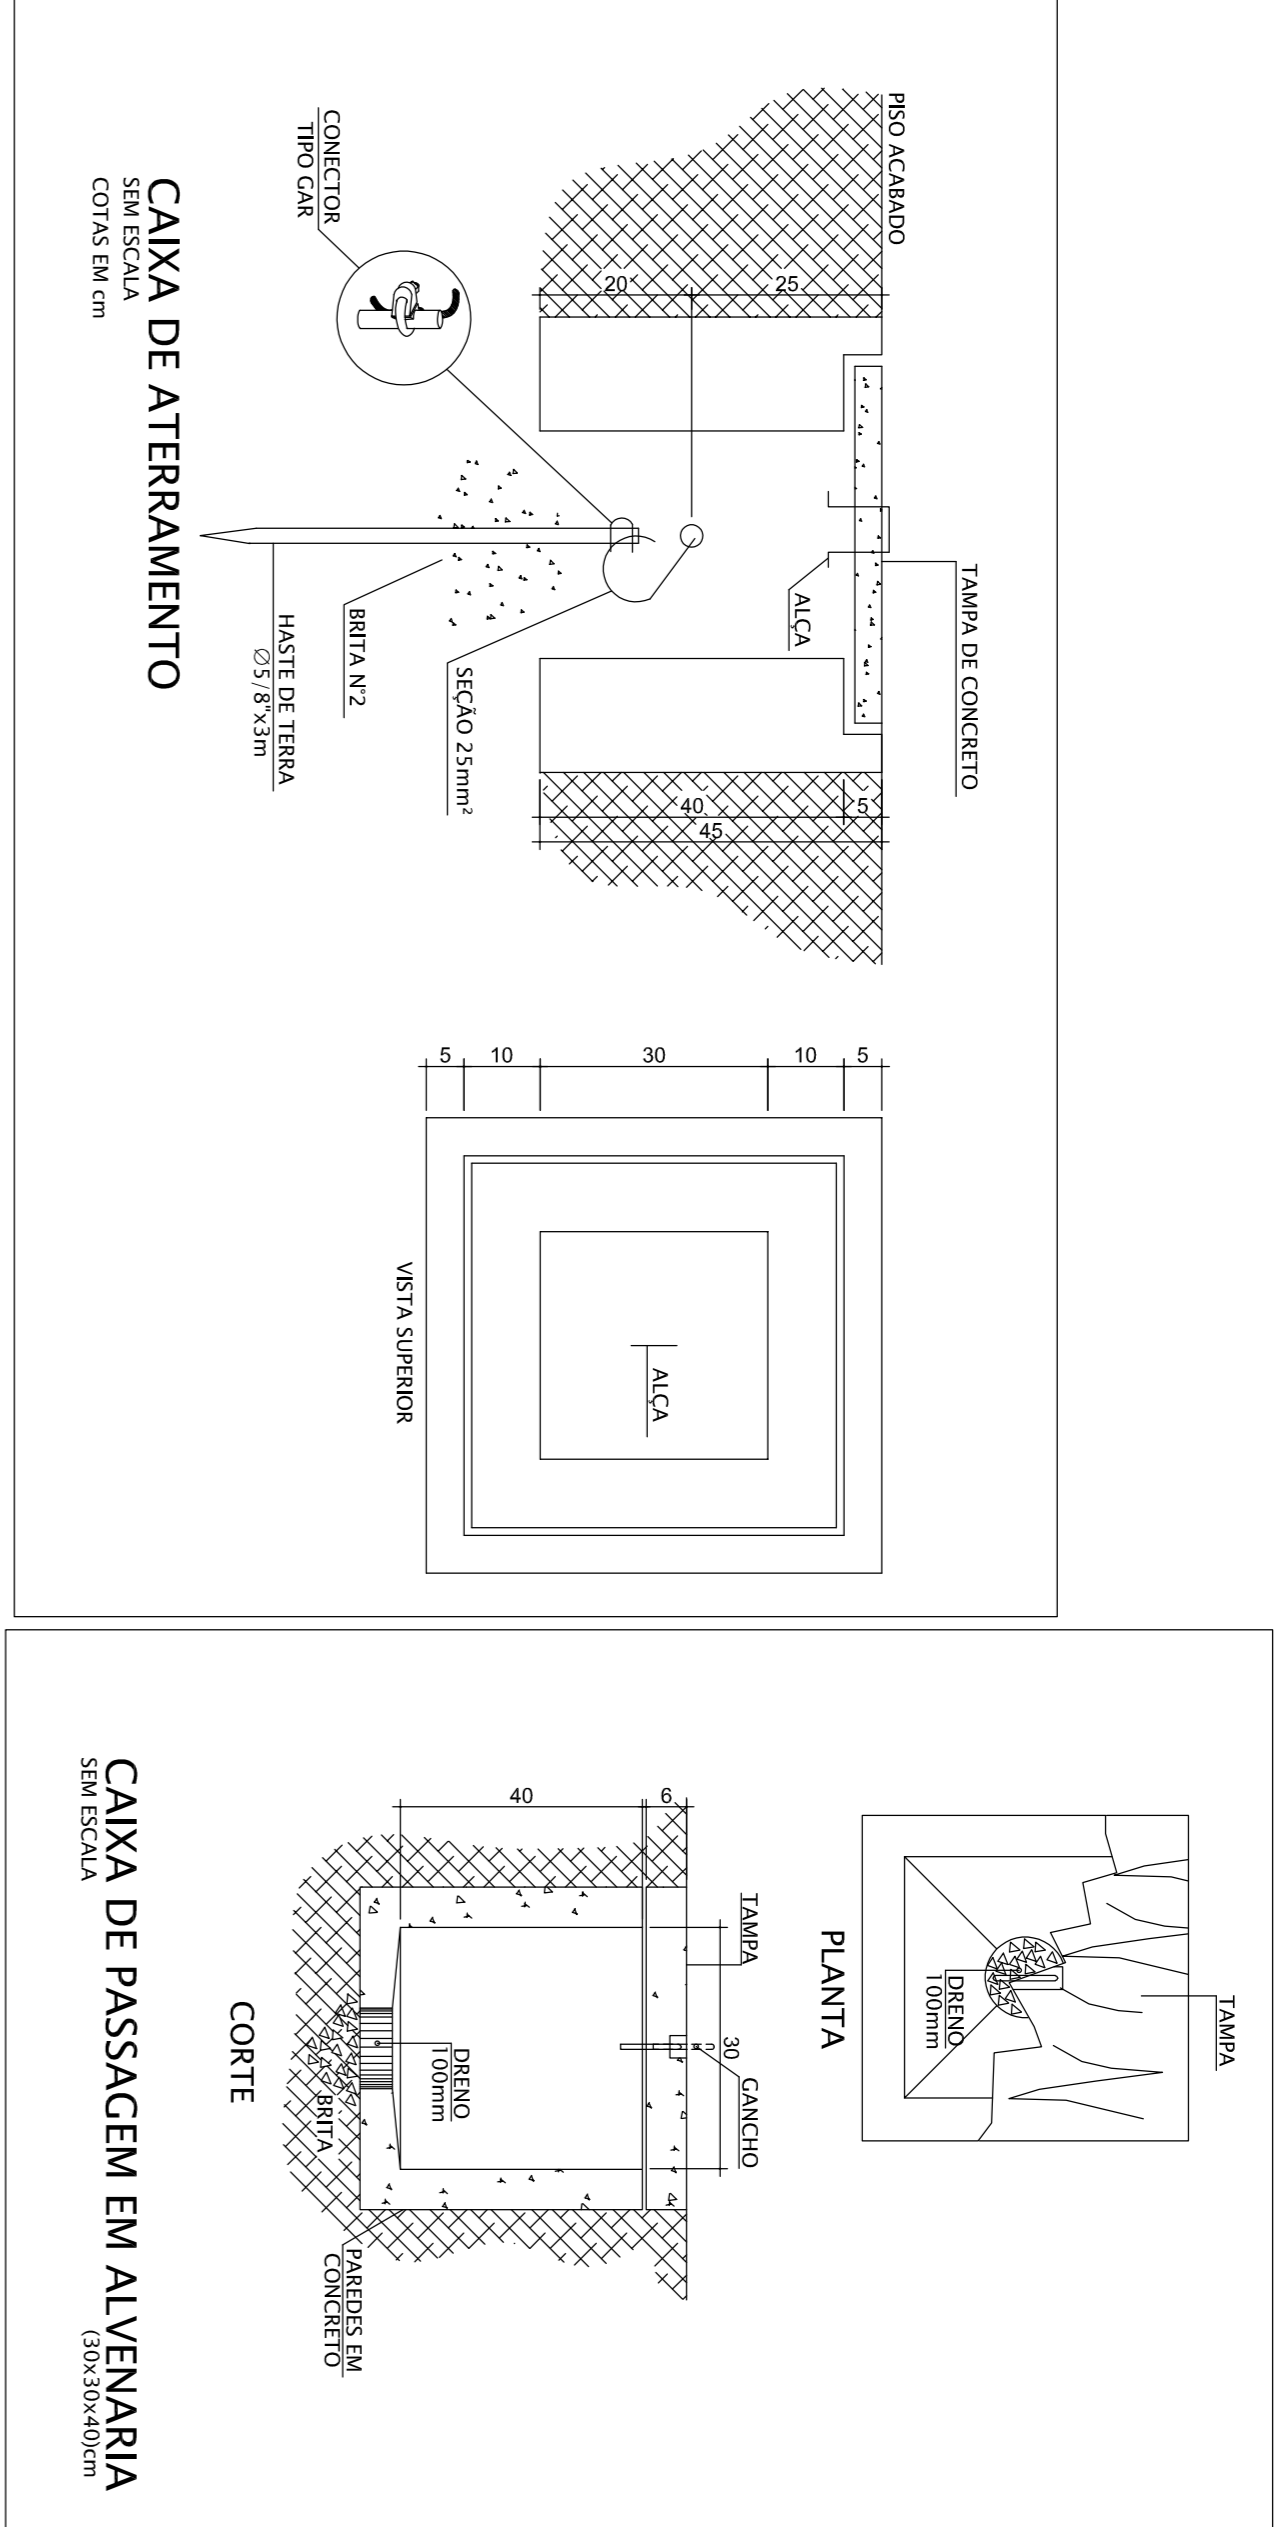 PISO ACABADO
TAMPA DE CONCRETO
ALÇA
25
20
5
40
45
CONECTOR
TIPO GAR
SEÇÃO 25mm²
BRITA N°2
HASTE DE TERRA
Ø5/8"x3m
CAIXA DE ATERRAMENTO
SEM ESCALA
COTAS EM cm
5
10
30
10
5
ALÇA
VISTA SUPERIOR
TAMPA
DRENO
100mm
PLANTA
TAMPA
30
GANCHO
6
40
DRENO
100mm
BRITA
PAREDES EM
CONCRETO
CORTE
CAIXA DE PASSAGEM EM ALVENARIA
SEM ESCALA
(30x30x40)cm